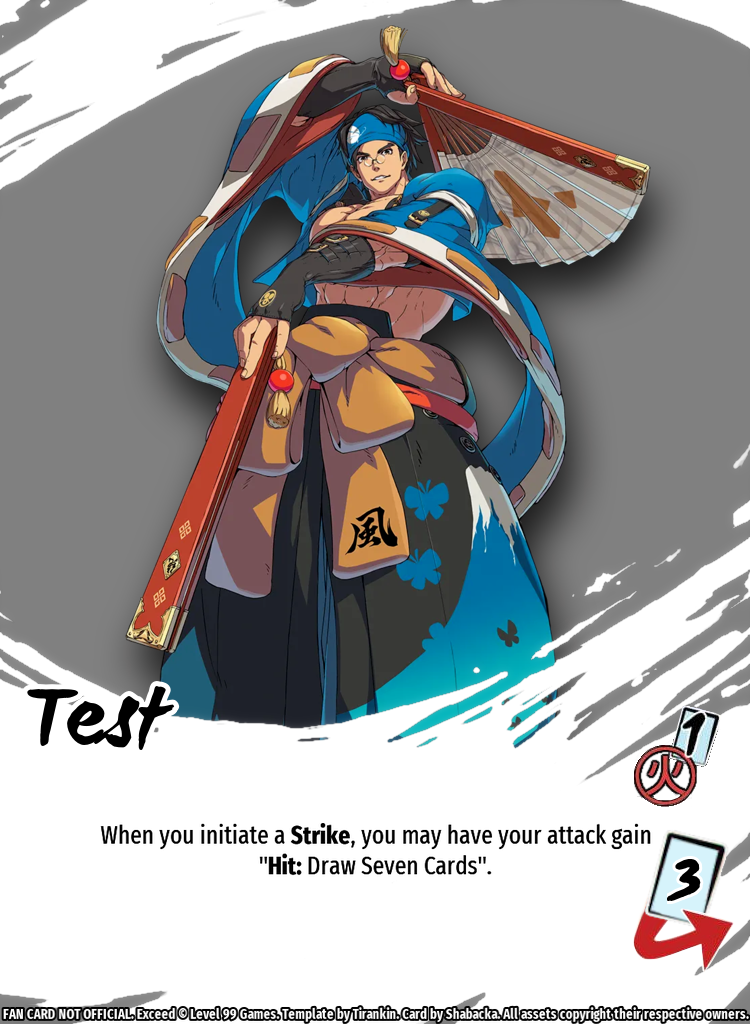 風
Test
1
火
When you initiate a Strike, you may have your attack gain
"Hit: Draw Seven Cards".
3
FAN CARD NOT OFFICIAL. Exceed © Level 99 Games. Template by Tirankin. Card by Shabacka. All assets copyright their respective owners.